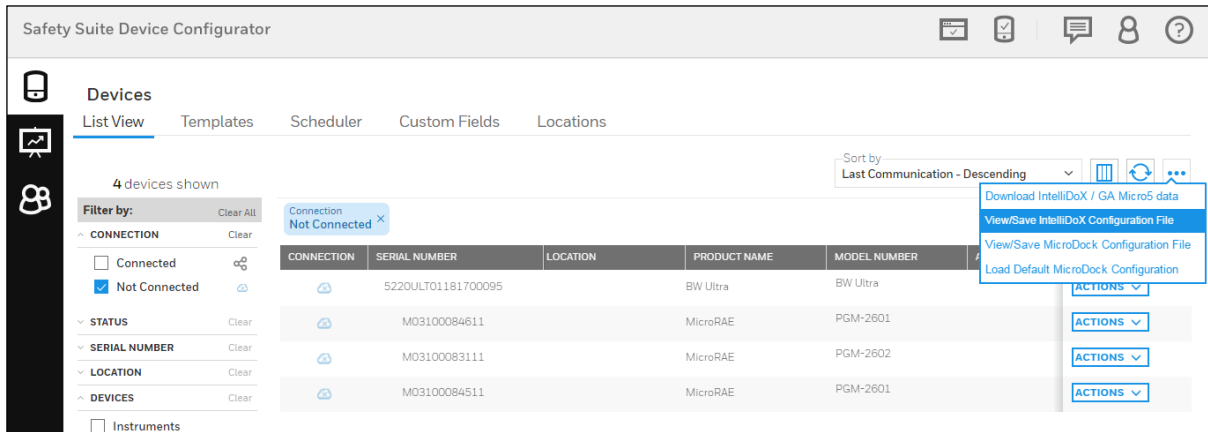 Safety Suite Device Configurator
Devices
List View Templates Scheduler Custom Fields Locations
Sort by
Last Communication - Descending
4 devices shown
Download IntelliDoX / GA Micro5 data
View/Save IntelliDoX Configuration File
View/Save MicroDock Configuration File
Load Default MicroDock Configuration
Filter by: Clear All
CONNECTION Clear
Connected
Not Connected
STATUS Clear
SERIAL NUMBER Clear
LOCATION Clear
DEVICES Clear
Instruments
Connection
Not Connected ×
CONNECTION SERIAL NUMBER LOCATION PRODUCT NAME MODEL NUMBER A
5220ULT01181700095 BW Ultra BW Ultra ACTIONS
M03100084611 MicroRAE PGM-2601 ACTIONS
M03100083111 MicroRAE PGM-2602 ACTIONS
M03100084511 MicroRAE PGM-2601 ACTIONS